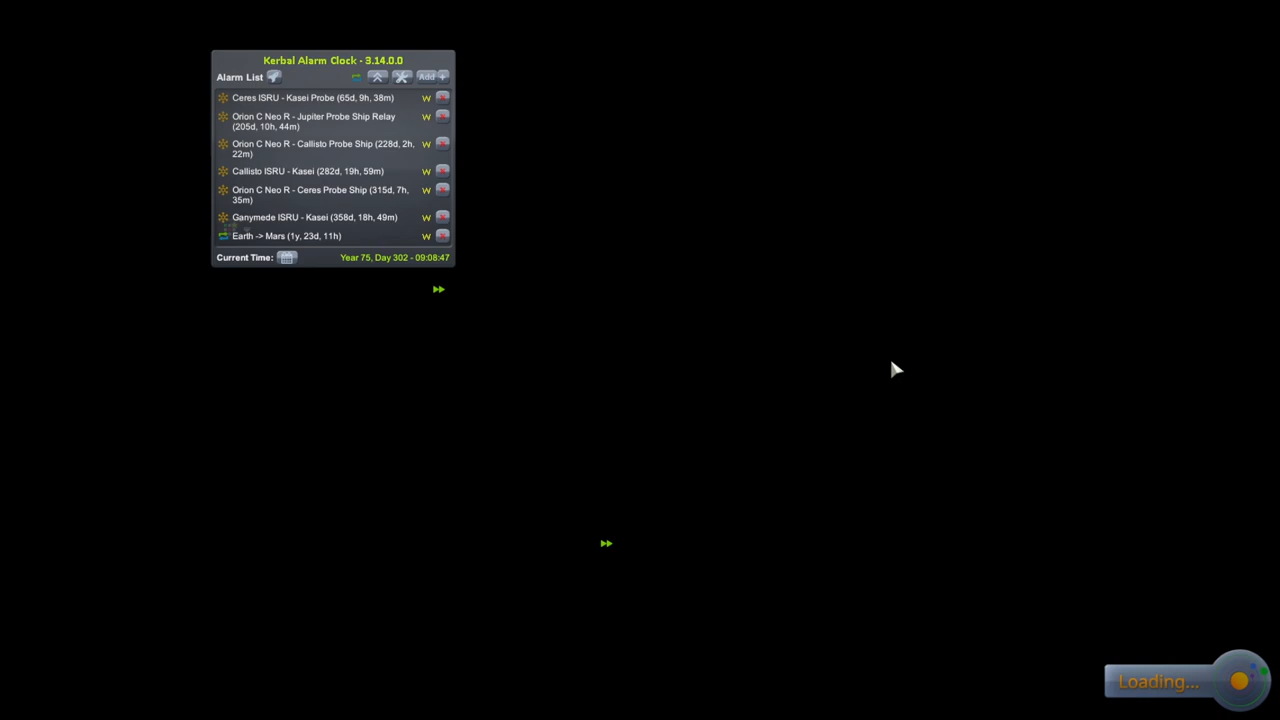 Kerbal Alarm Clock - 3.14.0.0
Alarm List
Add +
Ceres ISRU - Kasei Probe (65d, 9h, 38m) W
Orion C Neo R - Jupiter Probe Ship Relay W
(205d, 10h, 44m)
Orion C Neo R - Callisto Probe Ship (228d, 2h, W
22m)
Callisto ISRU - Kasei (282d, 19h, 59m) W
Orion C Neo R - Ceres Probe Ship (315d, 7h, W
35m)
Ganymede ISRU - Kasei (358d, 18h, 49m) W
Earth -> Mars (1y, 23d, 11h) W
Current Time: Year 75, Day 302 - 09:08:47
Loading...